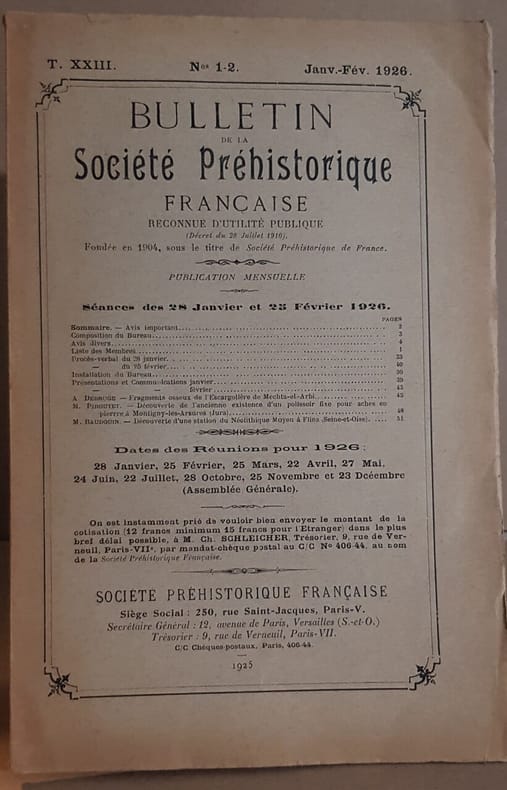 T. XXIII. Nos 1-2. Janv.-Fév. 1926.
BULLETIN
DE LA
Société Préhistorique
FRANÇAISE
RECONNUE D'UTILITÉ PUBLIQUE
(Décret du 28 Juillet 1910).
Fondée en 1904, sous le titre de Société Préhistorique de France.
PUBLICATION MENSUELLE
Séances des 28 Janvier et 25 Février 1926.
PAGES
Sommaire. — Avis important 2
Composition du Bureau 3
Avis divers 4
Liste des Membres 1
Procès-verbal du 28 janvier. 33
— du 25 février 40
Installation du Bureau 39
Présentations et Communications janvier 39
— — février 43
A. DEBRUGE — Fragments osseux de l'Escargotière de Mechta-el-Arbi 45
M. PIROUTET. — Découverte de l'ancienne existence d'un polissoir fixe pour aches en
pierrre à Montigny-les-Arsures (Jura) 48
M. BAUDOUIN. — Découverte d'une station du Néolithique Moyen à Flins (Seine-et-Oise). 51
Dates des Réunions pour 1926:
28 Janvier, 25 Février, 25 Mars, 22 Avril, 27 Mai,
24 Juin, 22 Juillet, 28 Octobre, 25 Novembre et 23 Dcéembre
(Assemblée Générale).
On est instamment prié de vouloir bien envoyer le montant de la
cotisation (12 francs minimum 15 francs pour l'Etranger) dans le plus
bref délai possible, à M. Ch. SCHLEICHER, Trésorier, 9, rue de Ver-
neuil, Paris-VIIe, par mandat-chèque postal au C/C No 406-44, au nom
de la Société Préhistorique Française.
SOCIÉTÉ PRÉHISTORIQUE FRANÇAISE
Siège Social : 250, rue Saint-Jacques, Paris-V.
Secrétaire Général : 12, avenue de Paris, Versailles (S.-et-O.)
Trésorier : 9, rue de Verneuil, Paris-VII.
C/C Chèques-postaux, Paris, 406-44.
1925